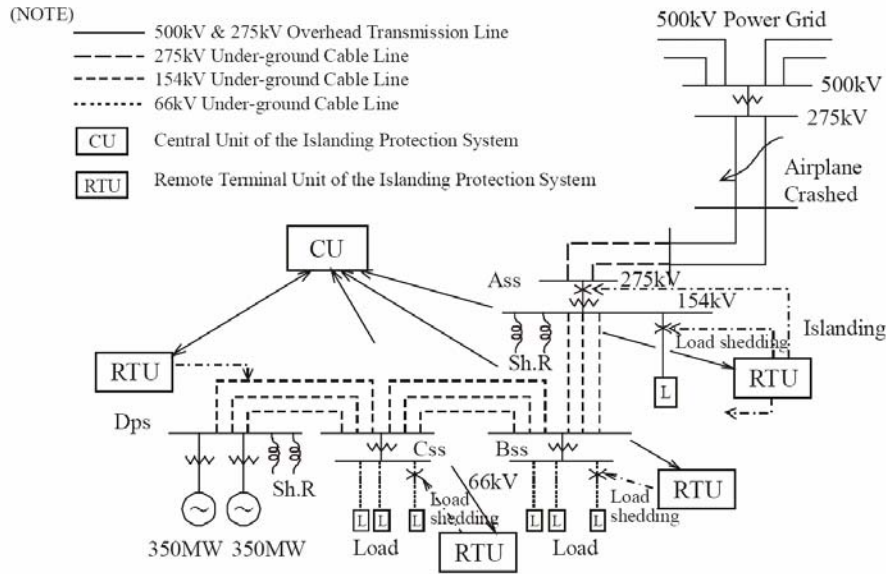 (NOTE)
500kV & 275kV Overhead Transmission Line
275kV Under-ground Cable Line
154kV Under-ground Cable Line
66kV Under-ground Cable Line
CU
Central Unit of the Islanding Protection System
RTU
Remote Terminal Unit of the Islanding Protection System
500kV Power Grid
500kV
275kV
Airplane
Crashed
CU
Ass
275kV
154kV
Islanding
Load shedding
Sh.R
L
RTU
RTU
Dps
Css
Bss
Sh.R
66kV
Load
shedding
Load
shedding
RTU
L
L
L
L
L
L
350MW
350MW
Load
RTU
Load